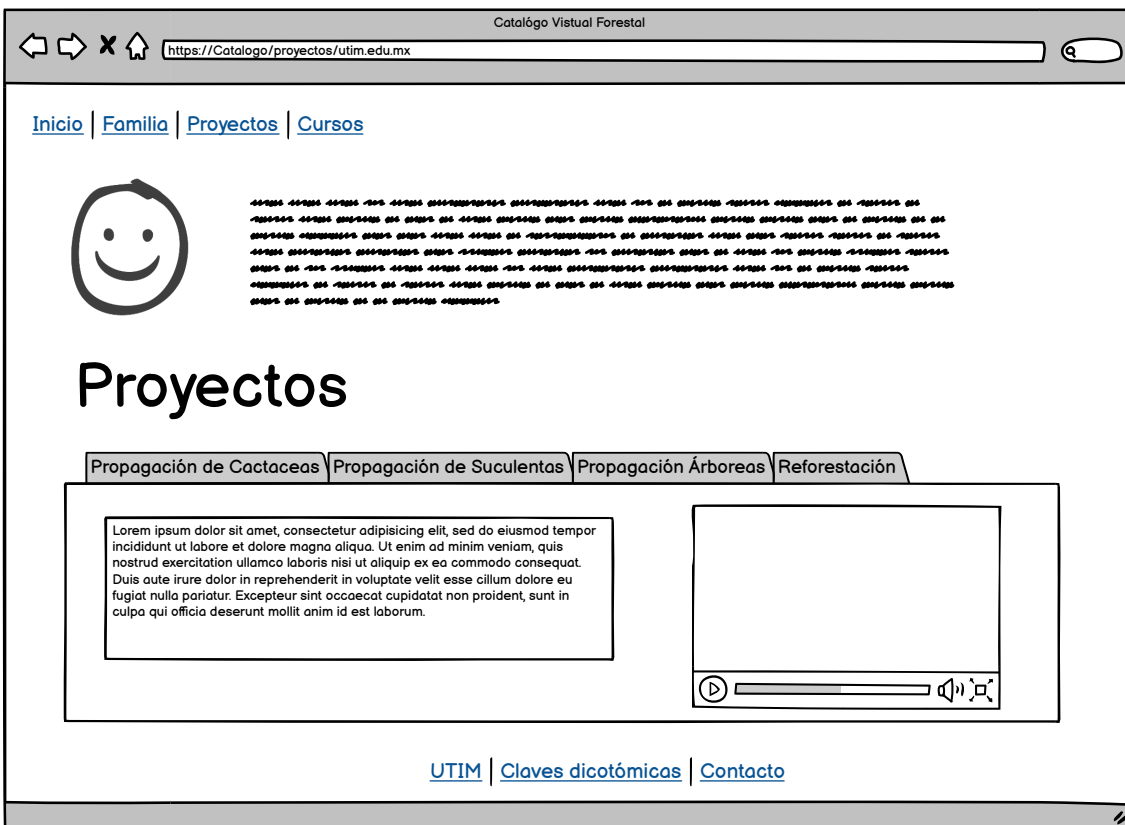 Catalógo Vistual Forestal
https://Catalogo/proyectos/utim.edu.mx
Inicio | Familia | Proyectos | Cursos
Proyectos
Propagación de Cactaceas Propagación de Suculentas Propagación Árboreas Reforestación
Lorem ipsum dolor sit amet, consectetur adipisicing elit, sed do eiusmod tempor
incididunt ut labore et dolore magna aliqua. Ut enim ad minim veniam, quis
nostrud exercitation ullamco laboris nisi ut aliquip ex ea commodo consequat.
Duis aute irure dolor in reprehenderit in voluptate velit esse cillum dolore eu
fugiat nulla pariatur. Excepteur sint occaecat cupidatat non proident, sunt in
culpa qui officia deserunt mollit anim id est laborum.
UTIM | Claves dicotómicas | Contacto